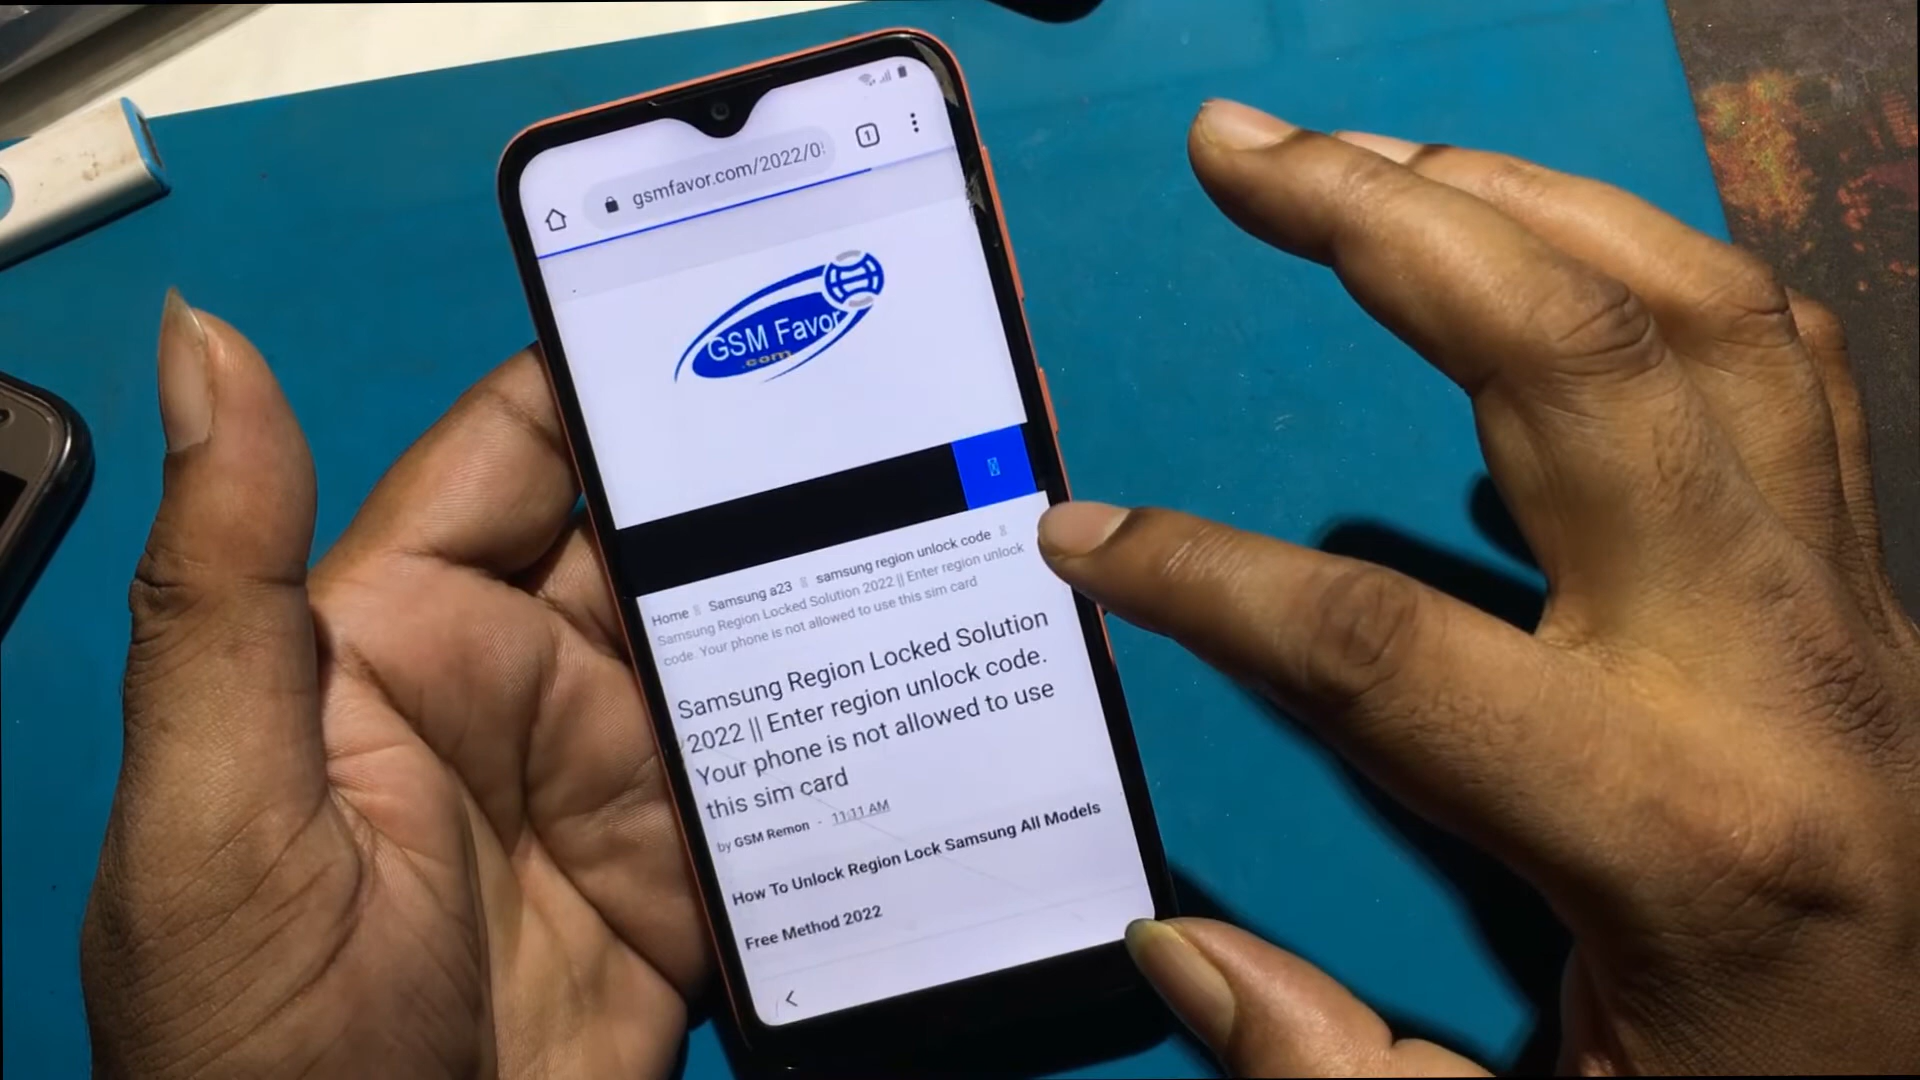 1
gsmfavor.com/2022/0
GSM Favor
.com
Home Samsung a23 samsung region unlock code
Samsung Region Locked Solution 2022 || Enter region unlock
code. Your phone is not allowed to use this sim card
Samsung Region Locked Solution
2022 || Enter region unlock code.
Your phone is not allowed to use
this sim card
by GSM Remon - 11:11 AM
How To Unlock Region Lock Samsung All Models
Free Method 2022